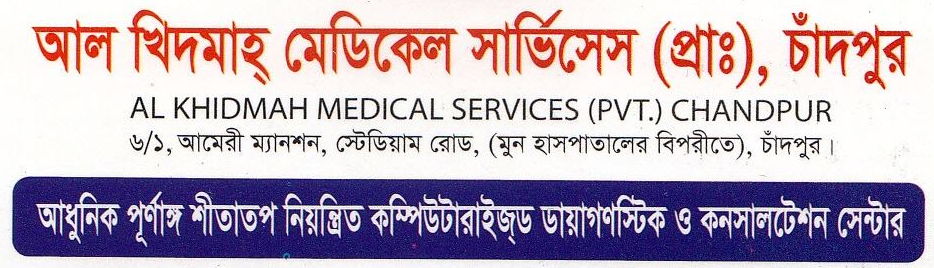 আল খিদমাহ্ মেডিকেল সার্ভিসেস (প্রাঃ), চাঁদপুর
AL KHIDMAH MEDICAL SERVICES (PVT.) CHANDPUR
৬/১, আমেরী ম্যানশন, স্টেডিয়াম রোড, (মুন হাসপাতালের বিপরীতে), চাঁদপুর।
আধুনিক পূর্ণাঙ্গ শীতাতপ নিয়ন্ত্রিত কম্পিউটারাইজ্‌ড ডায়াগণস্টিক ও কনসালটেশন সেন্টার